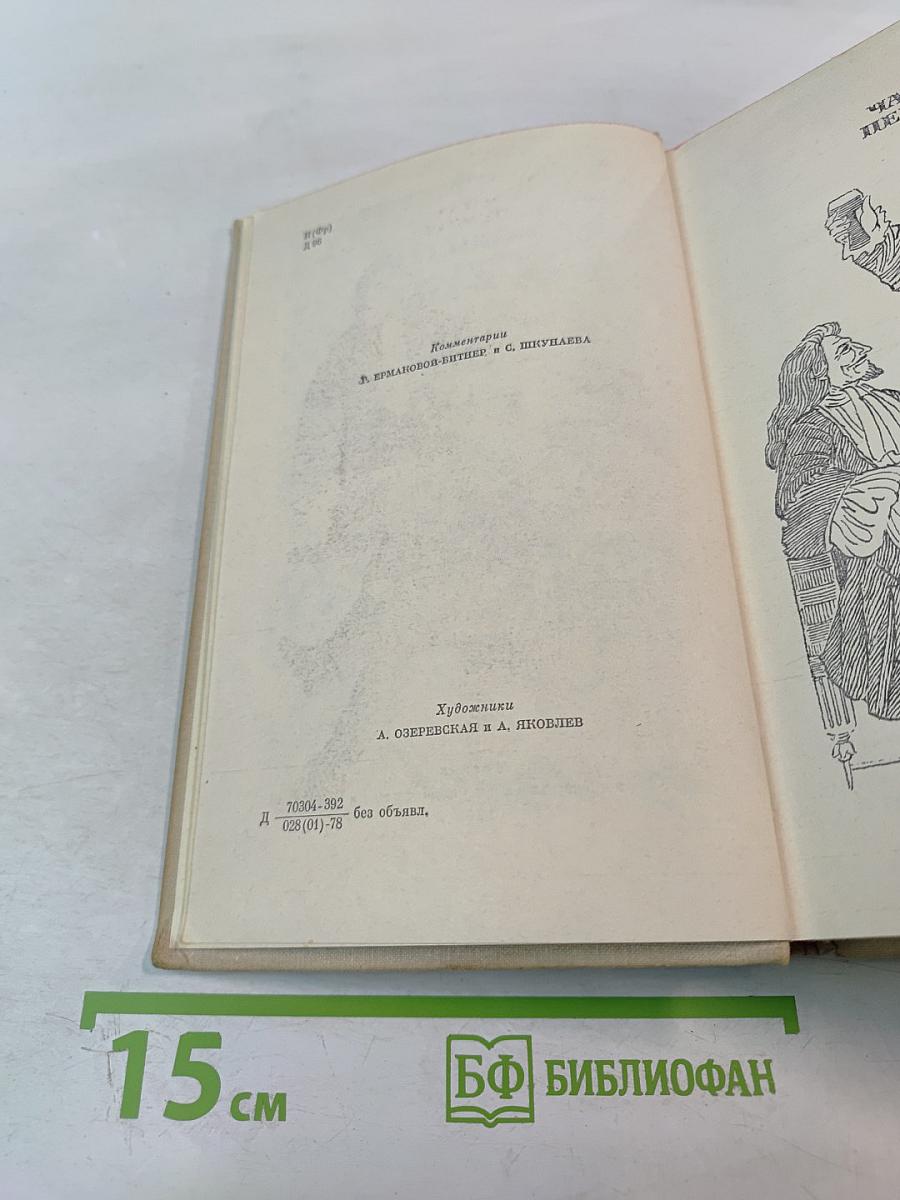 И(Фр)
Д 96
Комментарии
Г. ЕРМАКОВОЙ-БИТНЕР и С. ШКУНАЕВА
Художники
А. ОЗЕРЕВСКАЯ и А. ЯКОВЛЕВ
Д 70304-392 без объявл.
028(01)-78
15 см
БФ БИБЛИОФАН